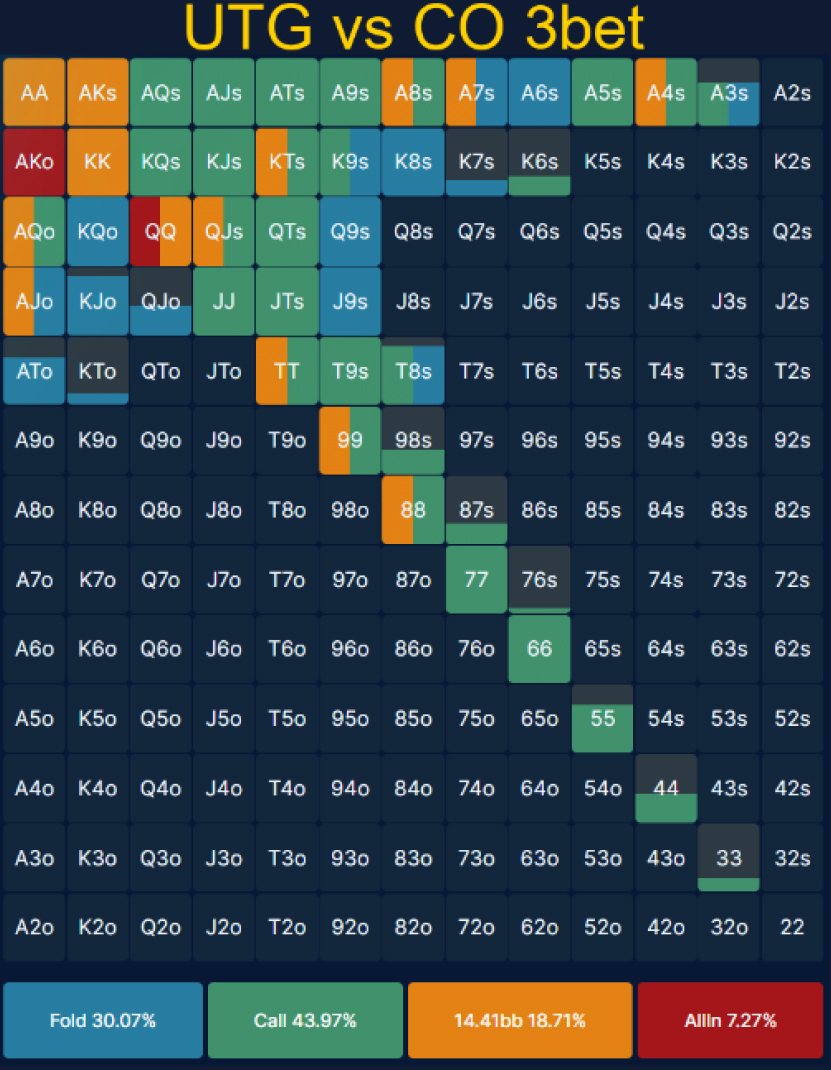 UTG vs CO 3bet
AA AKs AQs AJs ATs A9s A8s A7s A6s A5s A4s A3s A2s
AKo KK KQs KJs KTs K9s K8s K7s K6s K5s K4s K3s K2s
AQo KQo QQ QJs QTs Q9s Q8s Q7s Q6s Q5s Q4s Q3s Q2s
AJo KJo QJo JJ JTs J9s J8s J7s J6s J5s J4s J3s J2s
ATo KTo QTo JTo TT T9s T8s T7s T6s T5s T4s T3s T2s
A9o K9o Q9o J9o T9o 99 98s 97s 96s 95s 94s 93s 92s
A8o K8o Q8o J8o T8o 98o 88 87s 86s 85s 84s 83s 82s
A7o K7o Q7o J7o T7o 97o 87o 77 76s 75s 74s 73s 72s
A6o K6o Q6o J6o T6o 96o 86o 76o 66 65s 64s 63s 62s
A5o K5o Q5o J5o T5o 95o 85o 75o 65o 55 54s 53s 52s
A4o K4o Q4o J4o T4o 94o 84o 74o 64o 54o 44 43s 42s
A3o K3o Q3o J3o T3o 93o 83o 73o 63o 53o 43o 33 32s
A2o K2o Q2o J2o T2o 92o 82o 72o 62o 52o 42o 32o 22
Fold 30.07% Call 43.97% 14.41bb 18.71% AllIn 7.27%